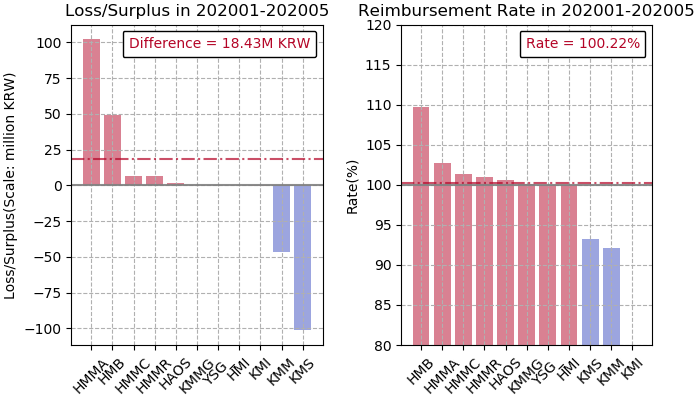 Loss/Surplus in 202001-202005
Difference = 18.43M KRW
Loss/Surplus(Scale: million KRW)
100
75
50
25
0
−25
−50
−75
−100
HMMA
HMB
HMMC
HMMR
HAOS
KMMG
YSG
HMI
KMI
KMM
KMS
Reimbursement Rate in 202001-202005
Rate = 100.22%
Rate(%)
120
115
110
105
100
95
90
85
80
HMB
HMMA
HMMC
HMMR
HAOS
KMMG
YSG
HMI
KMS
KMM
KMI